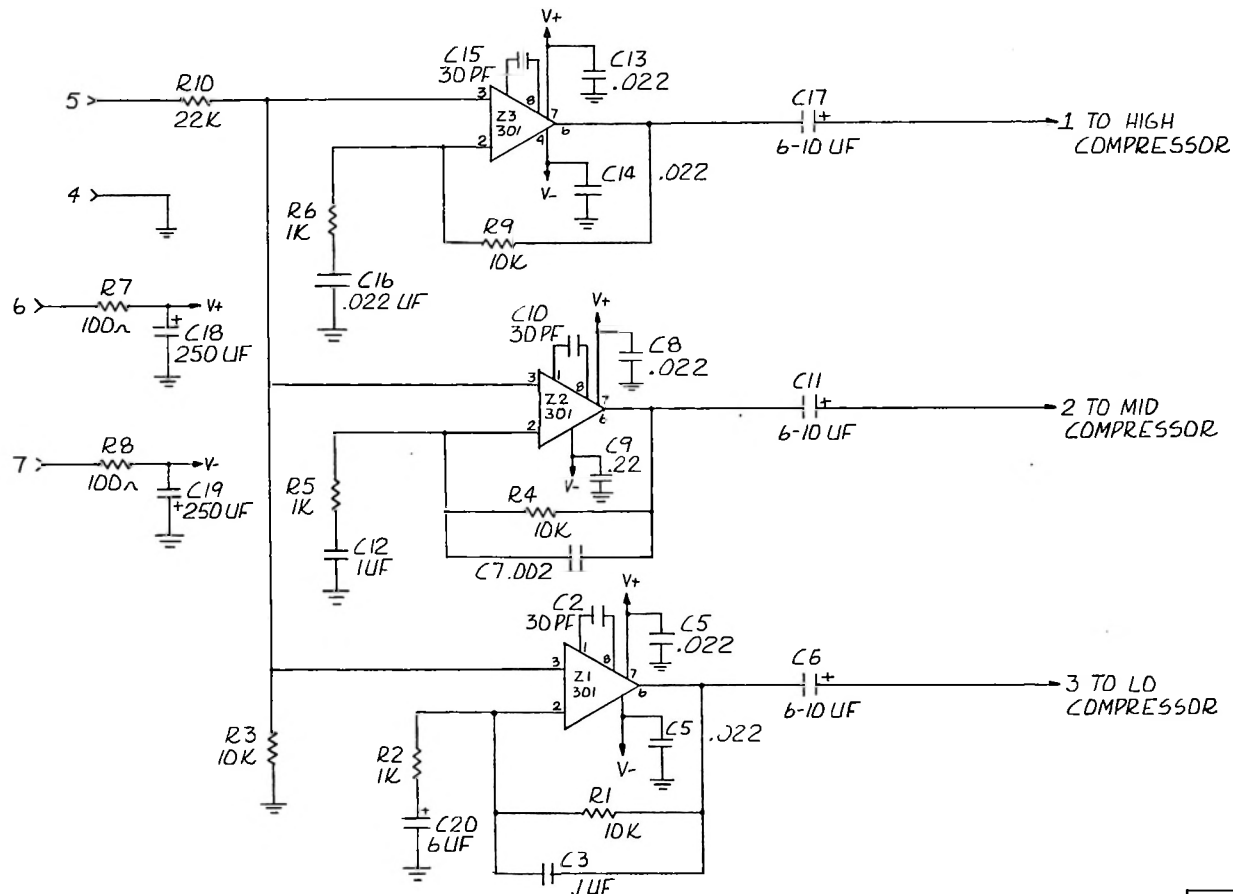 5
R10
22K
4
6
R7
100Ω
V+
C18
250 UF
7
R8
100Ω
V-
C19
250 UF
R3
10K
C15
30 PF
V+
C13
.022
3
8
7
Z3
301
6
2
4
V-
C14
.022
R6
1K
C16
.022 UF
R9
10K
C17
6-10 UF
1 TO HIGH
COMPRESSOR
C10
30 PF
V+
C8
.022
3
1
8
7
Z2
301
6
2
V-
C9
.22
R5
1K
C12
1UF
R4
10K
C7 .002
C11
6-10 UF
2 TO MID
COMPRESSOR
C2
30 PF
V+
C5
.022
3
1
8
7
Z1
301
6
2
V-
C5
.022
R2
1K
C20
6UF
R1
10K
C3
.1UF
C6
6-10 UF
3 TO LO
COMPRESSOR